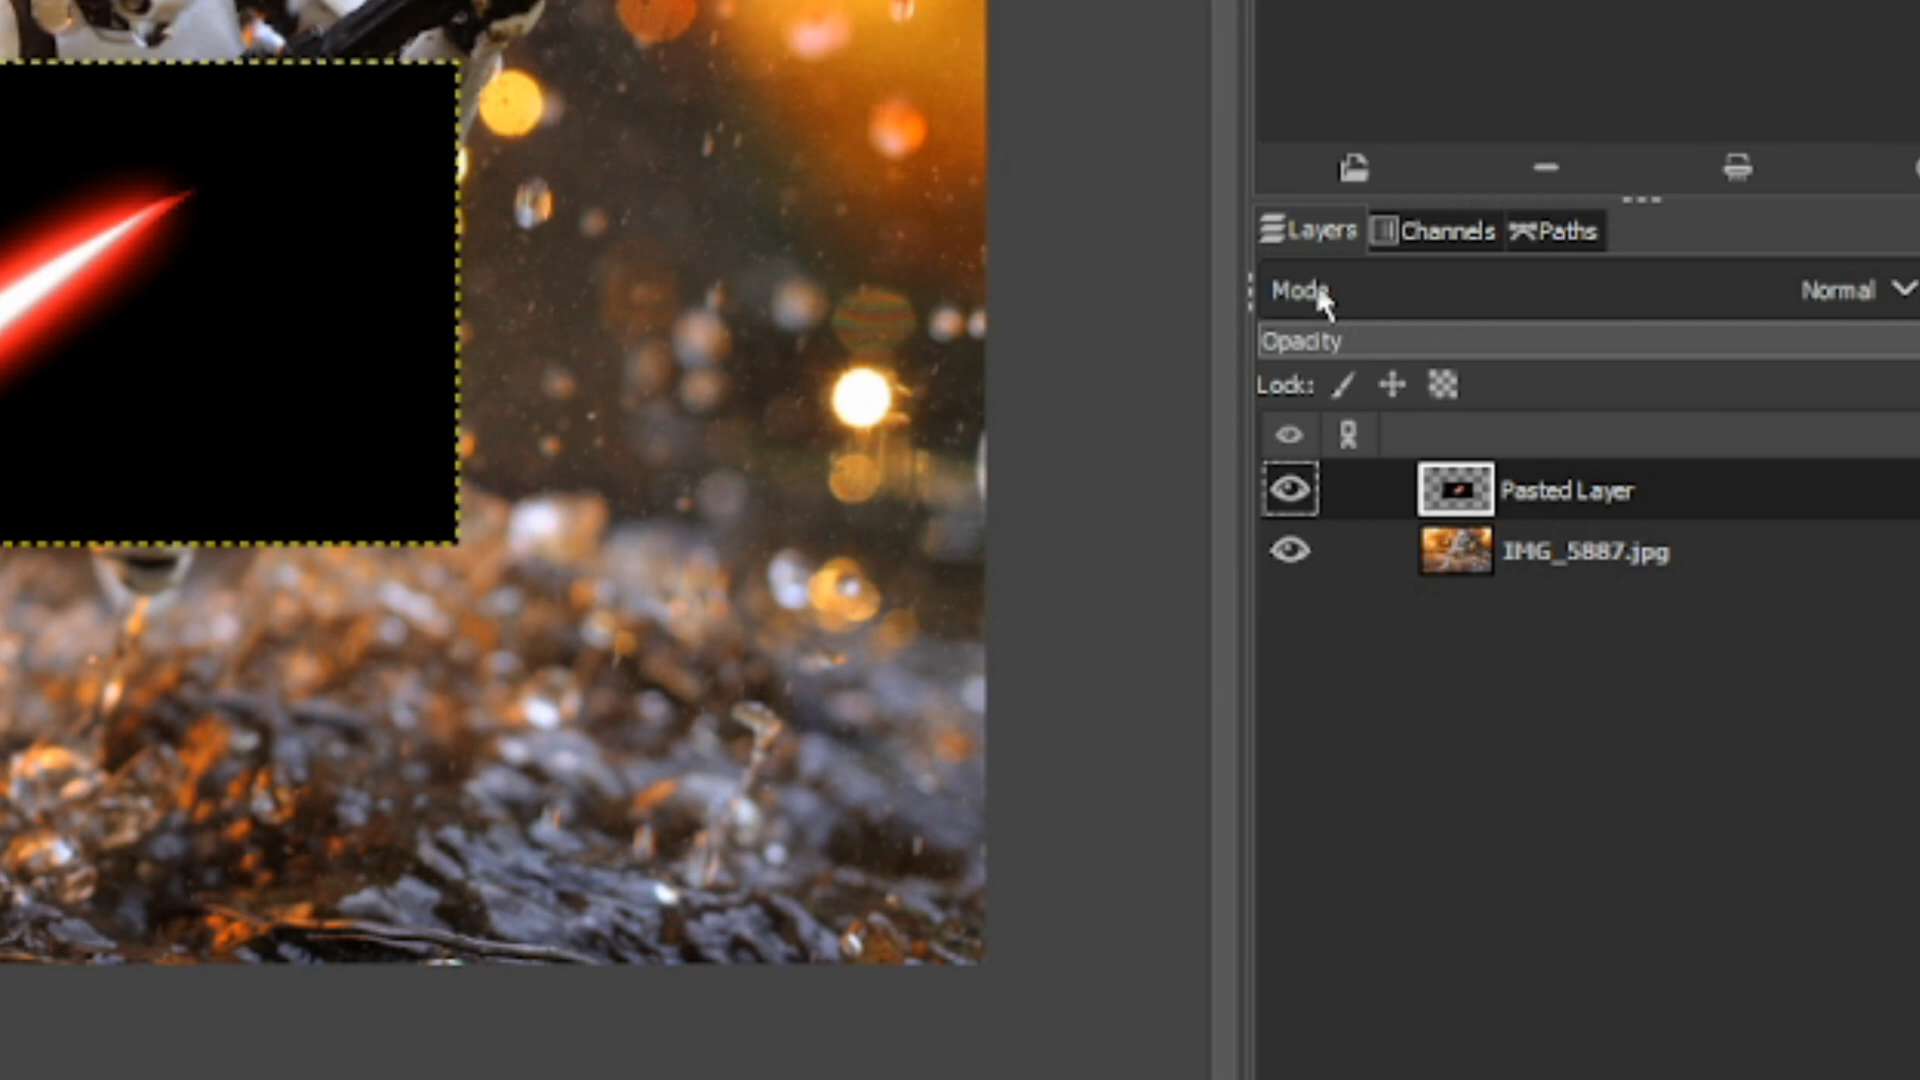 Layers Channels Paths
Mode Normal
Opacity
Lock:
Pasted Layer
IMG_5887.jpg